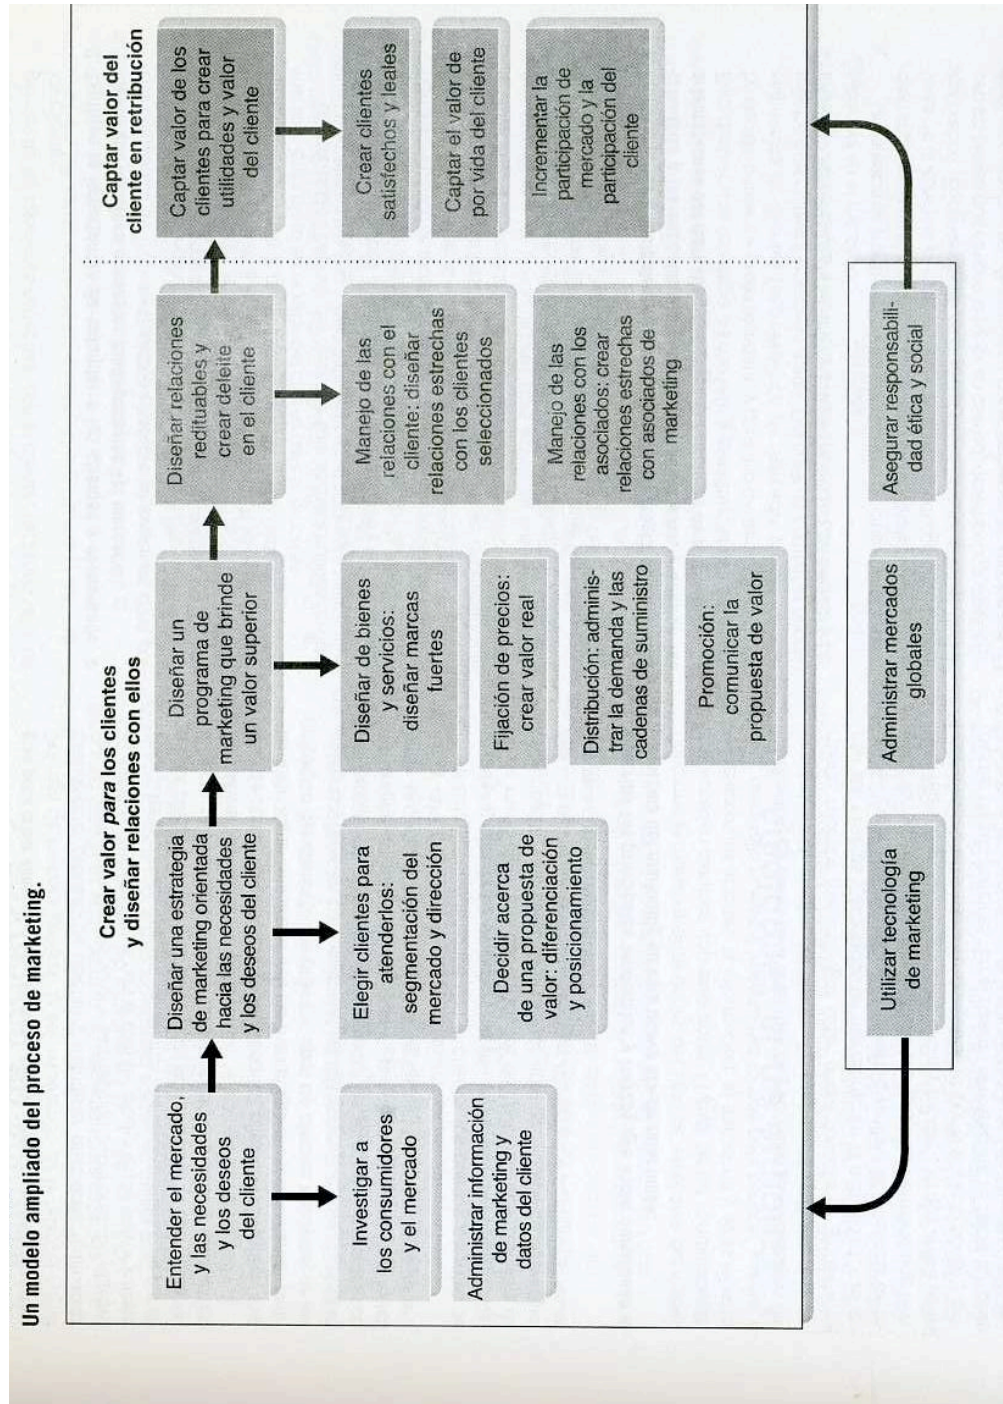 Un modelo ampliado del proceso de marketing.
Crear valor para los clientes
y diseñar relaciones con ellos
Captar valor del
cliente en retribución
Entender el mercado,
y las necesidades
y los deseos
del cliente
Diseñar una estrategia
de marketing orientada
hacia las necesidades
y los deseos del cliente
Diseñar un
programa de
marketing que brinde
un valor superior
Diseñar relaciones
redituables y
crear deleite
en el cliente
Captar valor de los
clientes para crear
utilidades y valor
del cliente
Investigar a
los consumidores
y el mercado
Administrar información
de marketing y
datos del cliente
Elegir clientes para
atenderlos:
segmentación del
mercado y dirección
Decidir acerca
de una propuesta de
valor: diferenciación
y posicionamiento
Diseñar de bienes
y servicios:
diseñar marcas
fuertes
Fijación de precios:
crear valor real
Distribución: adminis-
trar la demanda y las
cadenas de suministro
Promoción:
comunicar la
propuesta de valor
Manejo de las
relaciones con el
cliente: diseñar
relaciones estrechas
con los clientes
seleccionados
Manejo de las
relaciones con los
asociados: crear
relaciones estrechas
con asociados de
marketing
Crear clientes
satisfechos y leales
Captar el valor de
por vida del cliente
Incrementar la
participación de
mercado y la
participación del
cliente
Utilizar tecnología
de marketing
Administrar mercados
globales
Asegurar responsabili-
dad ética y social